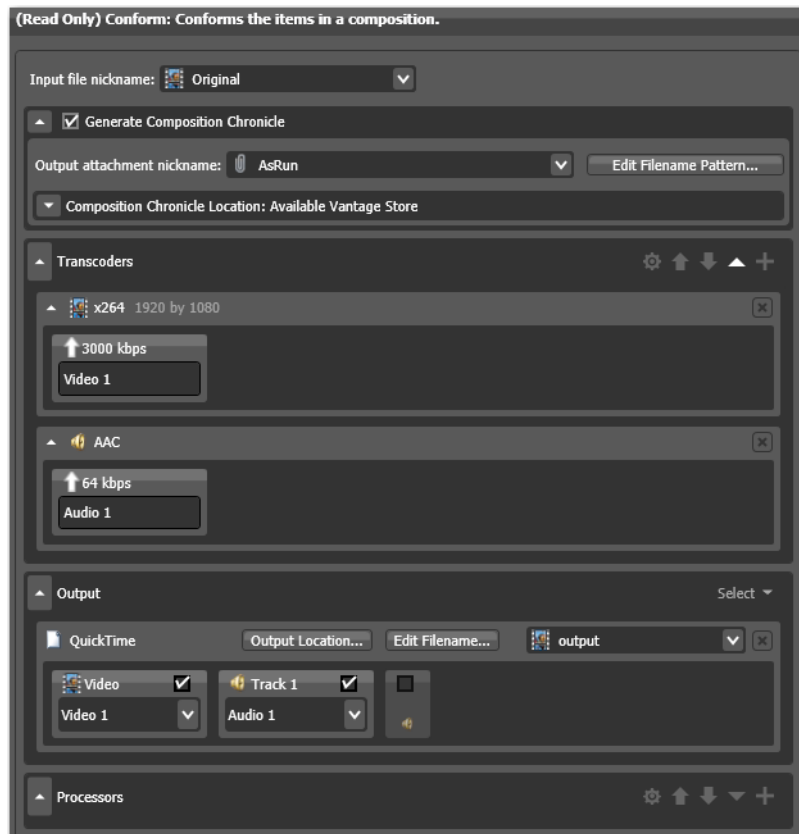 (Read Only) Conform: Conforms the items in a composition.
Input file nickname: Original
Generate Composition Chronicle
Output attachment nickname: AsRun Edit Filename Pattern...
Composition Chronicle Location: Available Vantage Store
Transcoders
x264 1920 by 1080
3000 kbps
Video 1
AAC
64 kbps
Audio 1
Output Select
QuickTime Output Location... Edit Filename... output
Video Track 1
Video 1 Audio 1
Processors